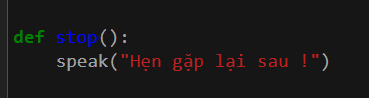 def stop():
    speak("Hẹn gặp lại sau !")